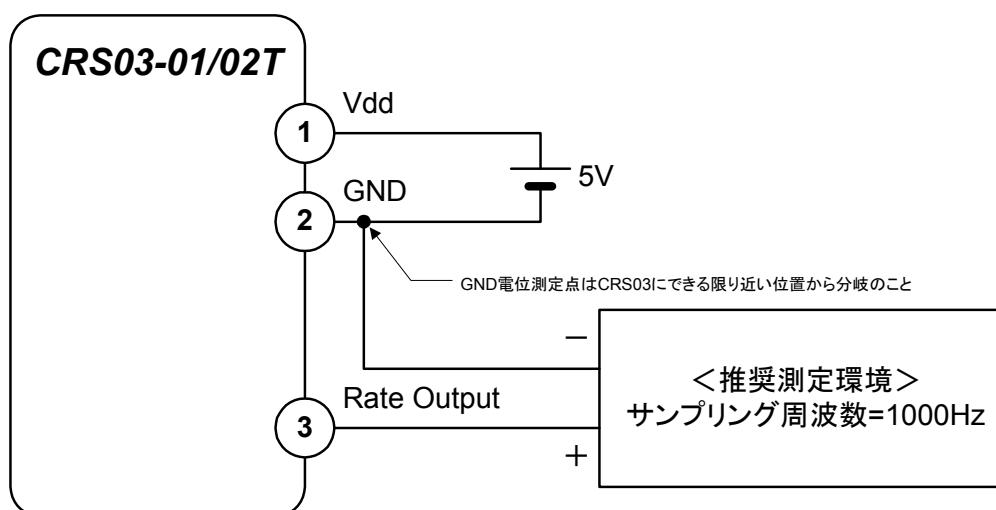 CRS03-01/02T
1
Vdd
5V
2
GND
GND電位測定点はCRS03にできる限り近い位置から分岐のこと
－
＜推奨測定環境＞
サンプリング周波数=1000Hz
3
Rate Output
＋